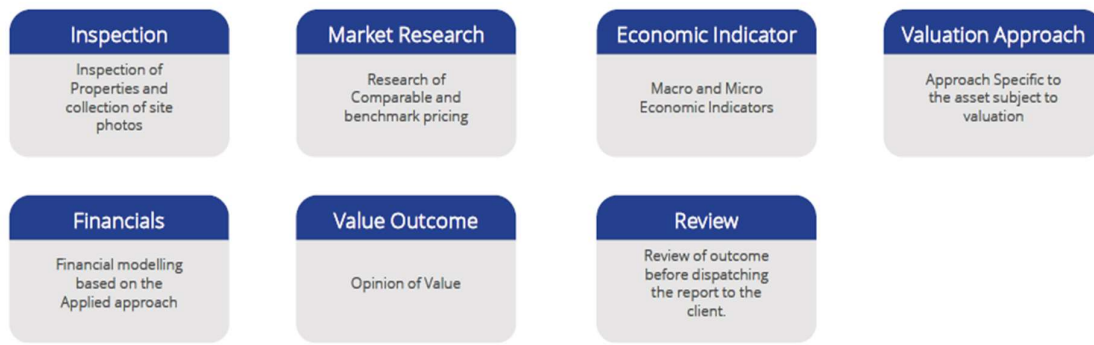 Inspection
Inspection of
Properties and
collection of site
photos
Market Research
Research of
Comparable and
benchmark pricing
Economic Indicator
Macro and Micro
Economic Indicators
Valuation Approach
Approach Specific to
the asset subject to
valuation
Financials
Financial modelling
based on the
Applied approach
Value Outcome
Opinion of Value
Review
Review of outcome
before dispatching
the report to the
client.